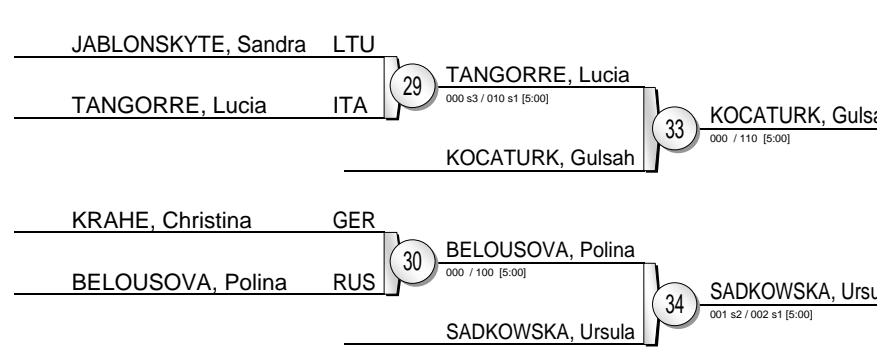 JABLONSKYTE, Sandra LTU
29
TANGORRE, Lucia
000 s3 / 010 s1 [5:00]
TANGORRE, Lucia ITA
33
KOCATURK, Gulsa
000 / 110 [5:00]
KOCATURK, Gulsah
KRAHE, Christina GER
30
BELOUSOVA, Polina
000 / 100 [5:00]
BELOUSOVA, Polina RUS
34
SADKOWSKA, Ursu
001 s2 / 002 s1 [5:00]
SADKOWSKA, Ursula